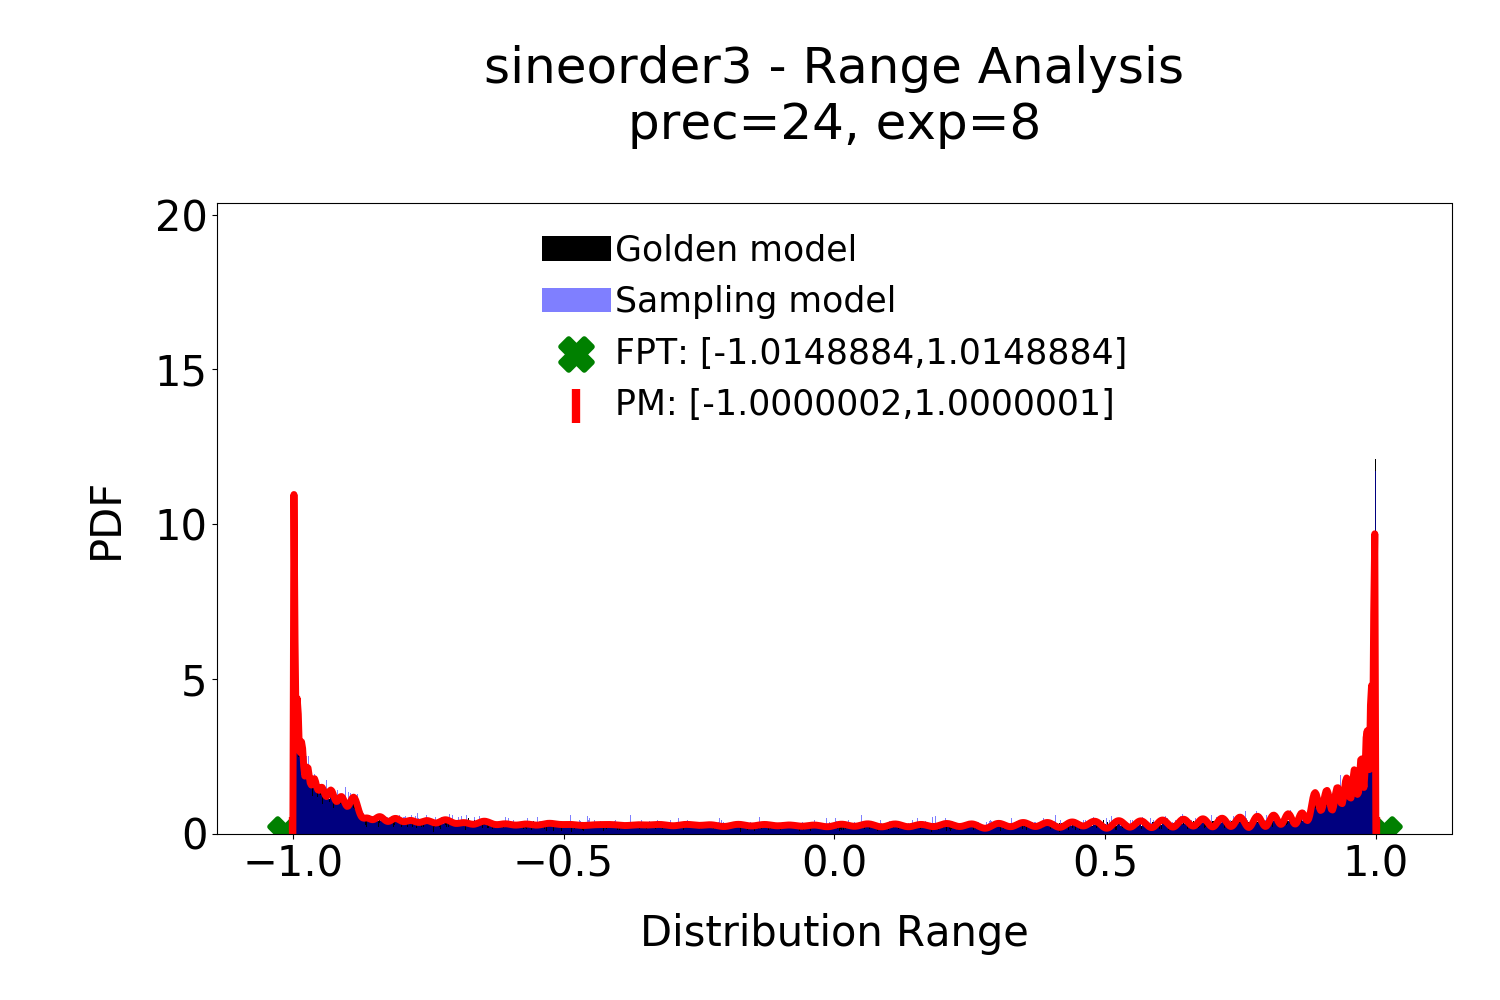 sineorder3 - Range Analysis
prec=24, exp=8
20
15
10
5
0
PDF
Golden model
Sampling model
FPT: [-1.0148884,1.0148884]
PM: [-1.0000002,1.0000001]
−1.0 −0.5 0.0 0.5 1.0
Distribution Range